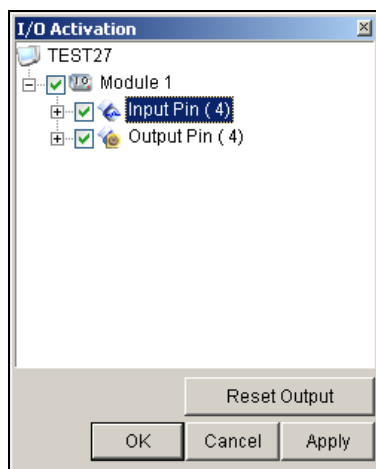 I/O Activation
TEST27
Module 1
Input Pin ( 4)
Output Pin ( 4)
Reset Output
OK Cancel Apply